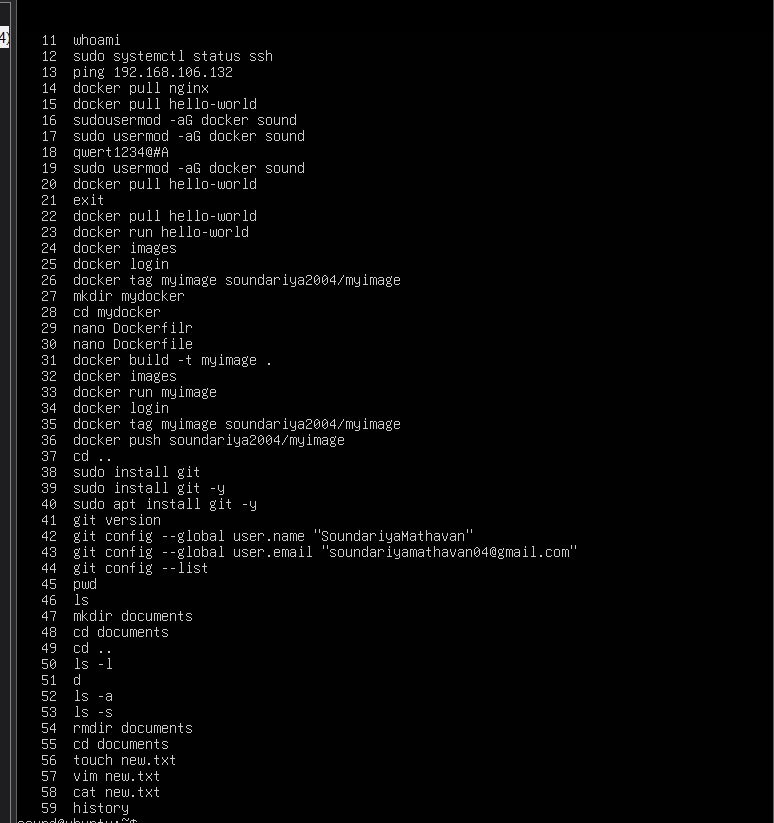 4)
11 whoami
12 sudo systemctl status ssh
13 ping 192.168.106.132
14 docker pull nginx
15 docker pull hello-world
16 sudousermod -aG docker sound
17 sudo usermod -aG docker sound
18 qwert1234@#A
19 sudo usermod -aG docker sound
20 docker pull hello-world
21 exit
22 docker pull hello-world
23 docker run hello-world
24 docker images
25 docker login
26 docker tag myimage soundariya2004/myimage
27 mkdir mydocker
28 cd mydocker
29 nano Dockerfilr
30 nano Dockerfile
31 docker build -t myimage .
32 docker images
33 docker run myimage
34 docker login
35 docker tag myimage soundariya2004/myimage
36 docker push soundariya2004/myimage
37 cd ..
38 sudo install git
39 sudo install git -y
40 sudo apt install git -y
41 git version
42 git config --global user.name "SoundariyaMathavan"
43 git config --global user.email "soundariyamathavan04@gmail.com"
44 git config --list
45 pwd
46 ls
47 mkdir documents
48 cd documents
49 cd ..
50 ls -l
51 d
52 ls -a
53 ls -s
54 rmdir documents
55 cd documents
56 touch new.txt
57 vim new.txt
58 cat new.txt
59 history
sound@ubuntu:~$